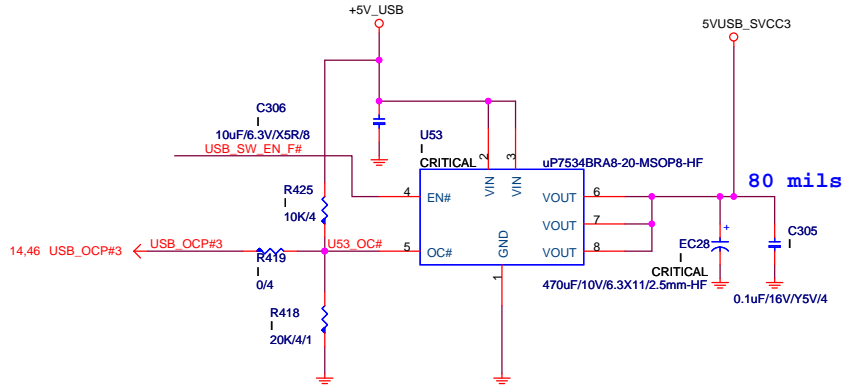 +5V_USB
5VUSB_SVCC3
C306
I
10uF/6.3V/X5R/8
USB_SW_EN_F#
U53
I
CRITICAL
2
3
uP7534BRA8-20-MSOP8-HF
VIN
VIN
80 mils
R425
I
10K/4
4
EN#
VOUT
6
VOUT
7
14,46 USB_OCP#3
USB_OCP#3
U53_OC#
5
OC#
GND
VOUT
8
EC28
+
I
CRITICAL
470uF/10V/6.3X11/2.5mm-HF
C305
I
0.1uF/16V/Y5V/4
R419
I
0/4
1
R418
I
20K/4/1